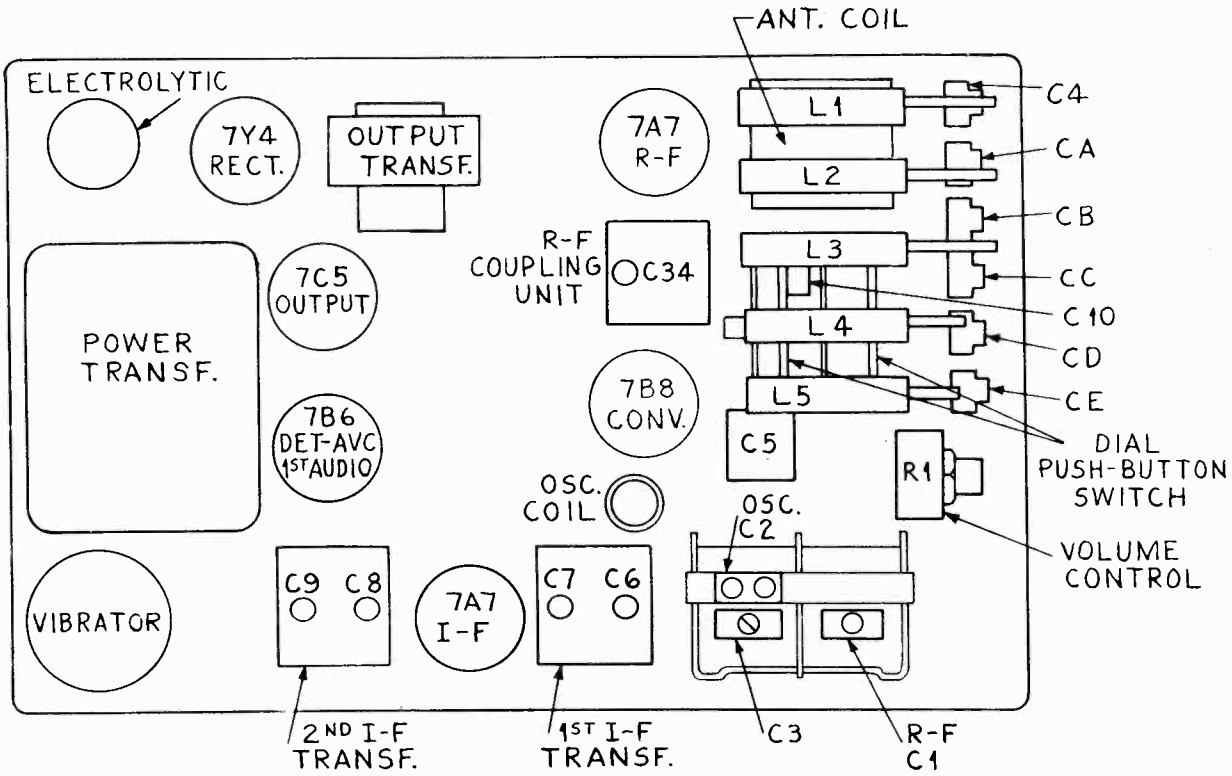 ANT. COIL
ELECTROLYTIC
7Y4
RECT.
OUTPUT
TRANSF.
7A7
R-F
L1
L2
C4
CA
CB
CC
C10
CD
CE
R-F
COUPLING
UNIT
C34
L3
L4
L5
7C5
OUTPUT
POWER
TRANSF.
7B8
CONV.
7B6
DET-AVC
1ST AUDIO
C5
R1
DIAL
PUSH-BUTTON
SWITCH
OSC.
COIL
OSC.
C2
VOLUME
CONTROL
VIBRATOR
C9
C8
7A7
I-F
C7
C6
2ND I-F
TRANSF.
1ST I-F
TRANSF.
C3
R-F
C1